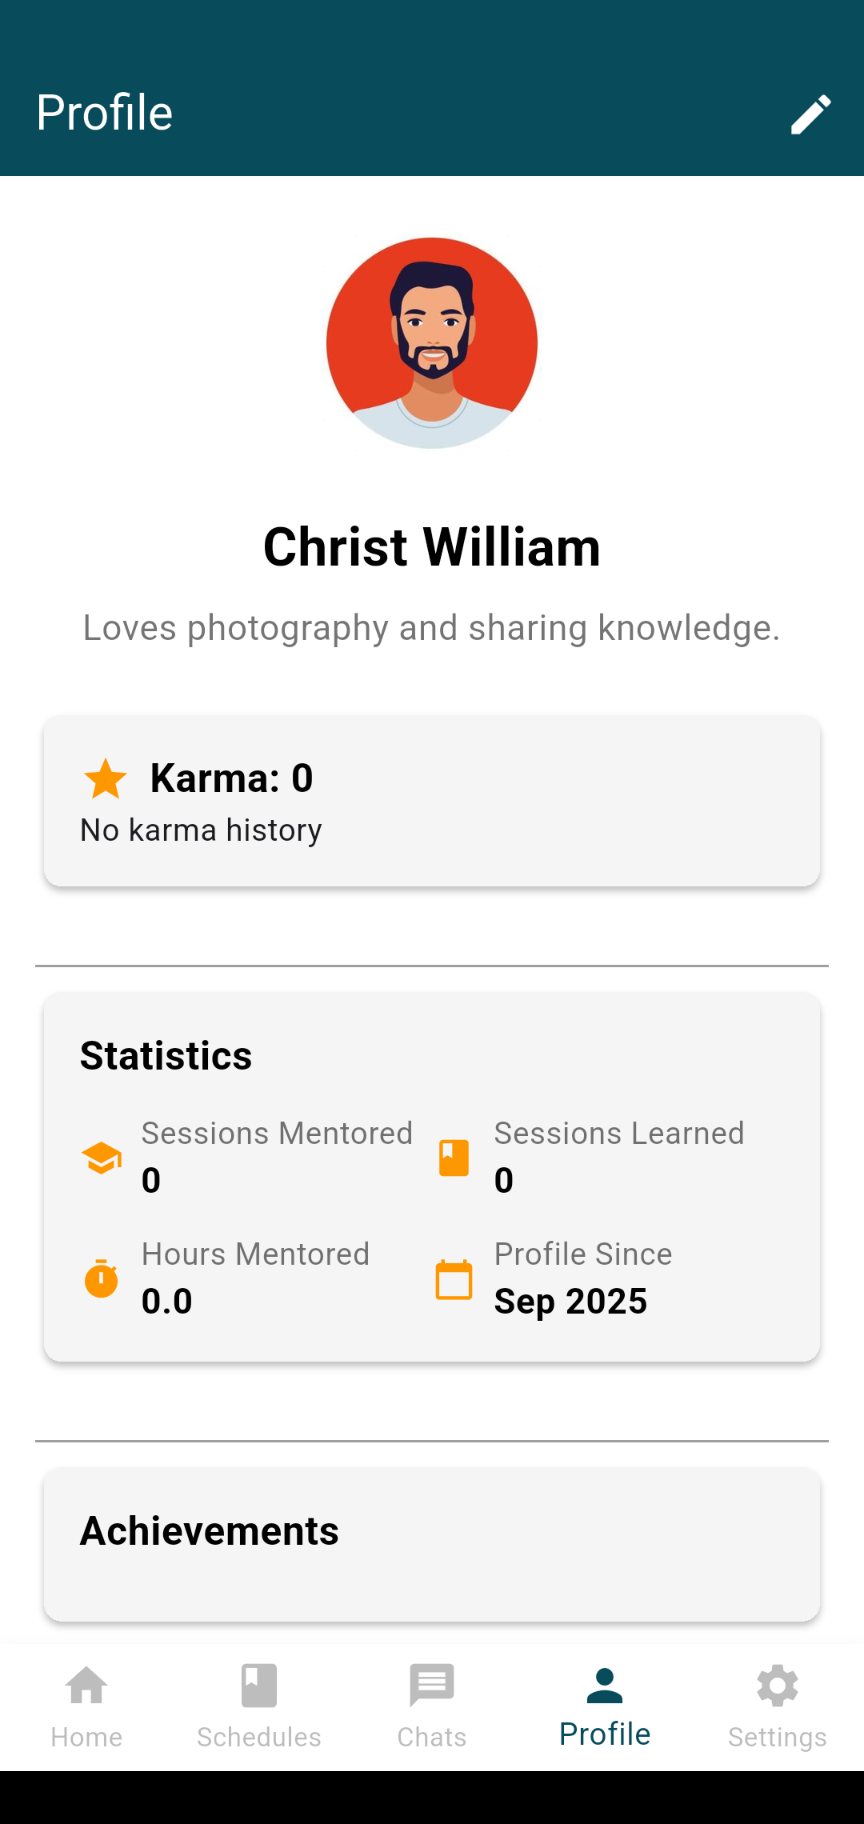 Profile
Christ William
Loves photography and sharing knowledge.
Karma: 0
No karma history
Statistics
Sessions Mentored
0
Sessions Learned
0
Hours Mentored
0.0
Profile Since
Sep 2025
Achievements
Home
Schedules
Chats
Profile
Settings